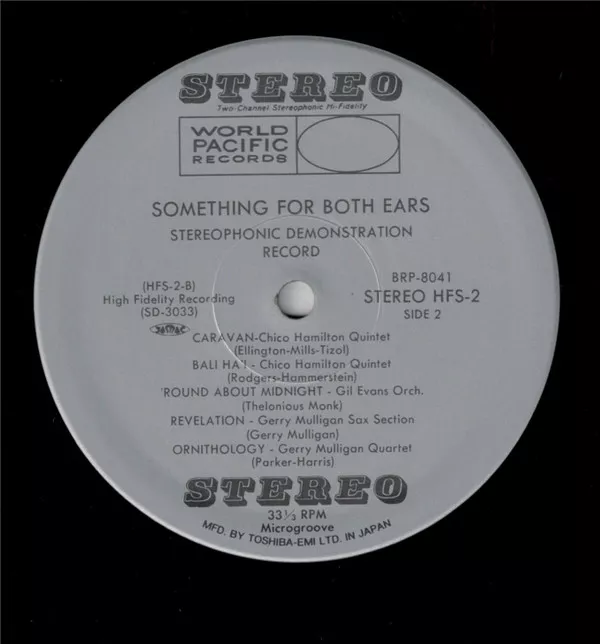 STEREO
Two-Channel Stereophonic Hi-Fidelity
WORLD
PACIFIC
RECORDS
SOMETHING FOR BOTH EARS
STEREOPHONIC DEMONSTRATION
RECORD
(HFS-2-B)
High Fidelity Recording
(SD-3033)
BRP-8041
STEREO HFS-2
SIDE 2
CARAVAN-Chico Hamilton Quintet
(Ellington-Mills-Tizol)
BALI HA'I - Chico Hamilton Quintet
(Rodgers-Hammerstein)
'ROUND ABOUT MIDNIGHT - Gil Evans Orch.
(Thelonious Monk)
REVELATION - Gerry Mulligan Sax Section
(Gerry Mulligan)
ORNITHOLOGY - Gerry Mulligan Quartet
(Parker-Harris)
STEREO
33⅓ RPM
Microgroove
MFD. BY TOSHIBA-EMI LTD. IN JAPAN